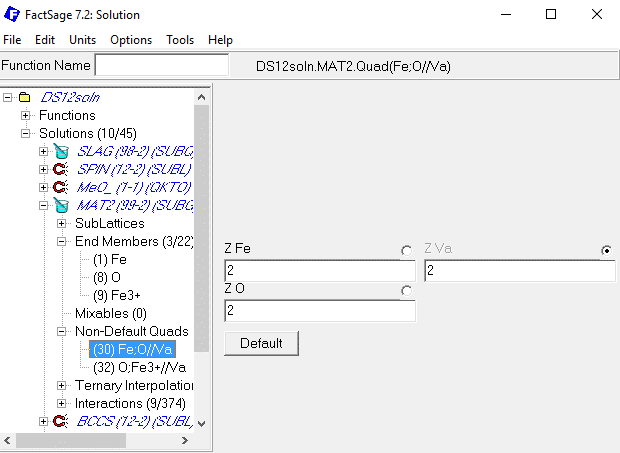 FactSage 7.2: Solution
File Edit Units Options Tools Help
Function Name DS12soln.MAT2.Quad(Fe;O//Va)
DS12soln
Functions
Solutions (10/45)
SLAG (98-2) (SUBG)
SPIN (12-2) (SUBL)
MeO_ (1-1) (QKTO)
MAT2 (99-2) (SUBG)
SubLattices
End Members (3/22)
(1) Fe
(8) O
(9) Fe3+
Mixables (0)
Non-Default Quads
(30) Fe;O//Va
(32) O;Fe3+//Va
Ternary Interpolation
Interactions (9/374)
BCCS (12-2) (SUBL)
Z Fe Z Va
2 2
Z O
2
Default